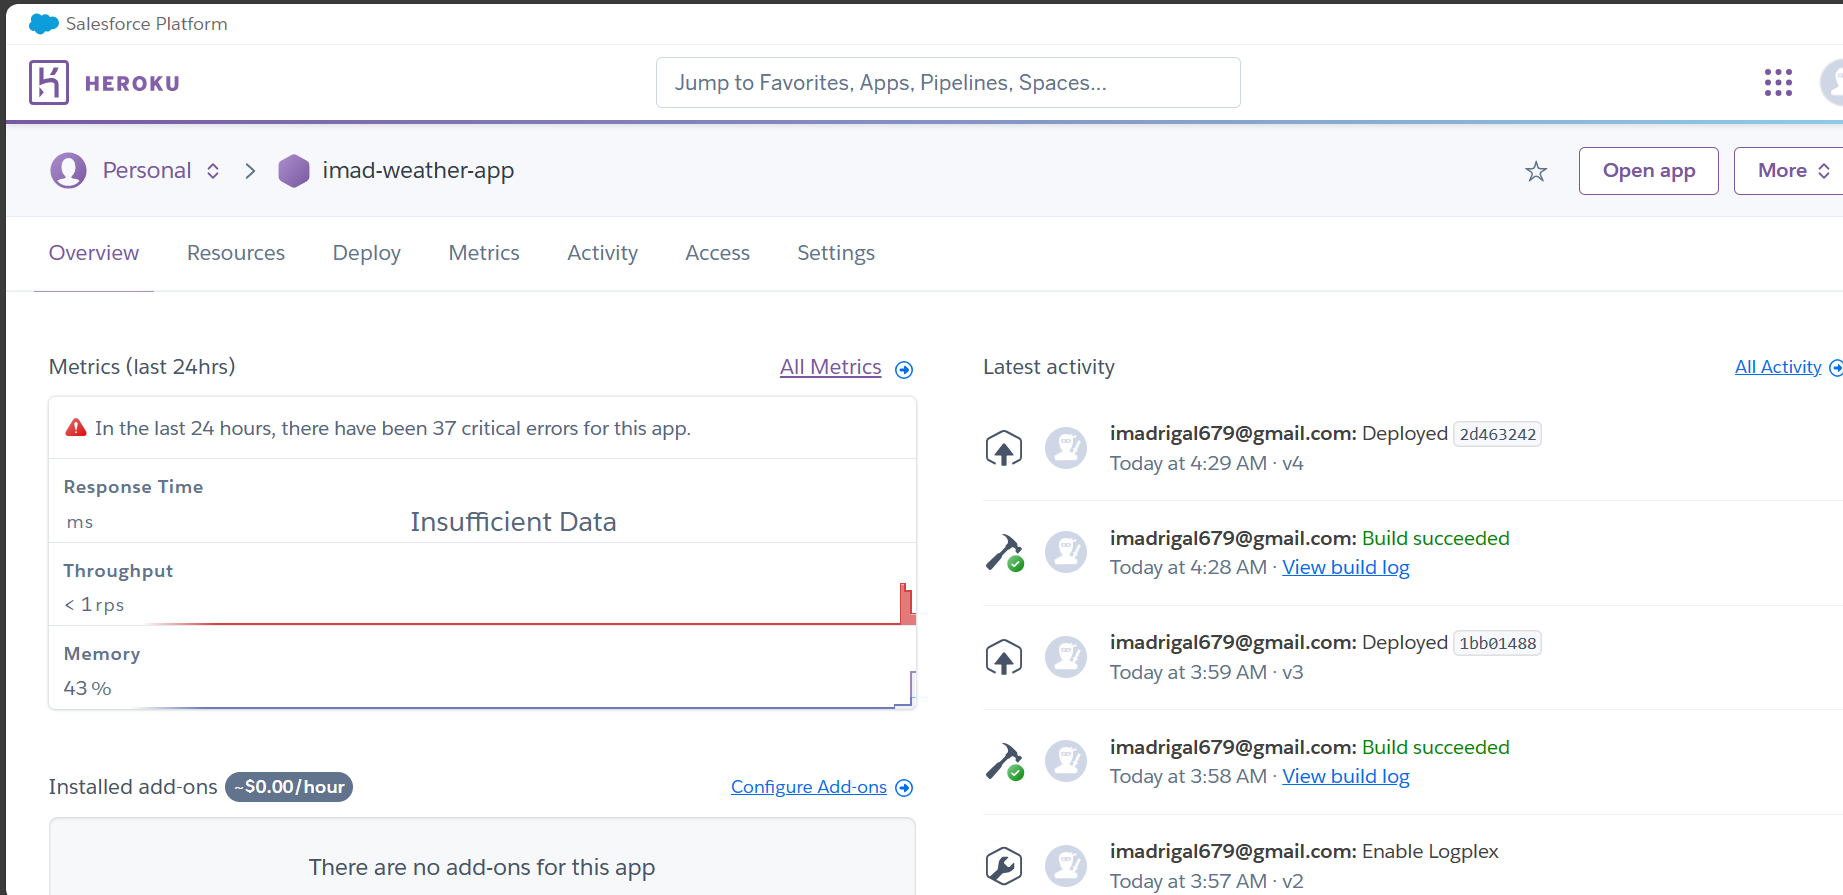 Salesforce Platform
HEROKU
Jump to Favorites, Apps, Pipelines, Spaces...
Personal
imad-weather-app
Open app
More
Overview
Resources
Deploy
Metrics
Activity
Access
Settings
Metrics (last 24hrs)
All Metrics
In the last 24 hours, there have been 37 critical errors for this app.
Response Time
ms
Insufficient Data
Throughput
< 1 rps
Memory
43 %
Installed add-ons
~$0.00/hour
Configure Add-ons
There are no add-ons for this app
Latest activity
All Activity
imadrigal679@gmail.com: Deployed 2d463242
Today at 4:29 AM · v4
imadrigal679@gmail.com: Build succeeded
Today at 4:28 AM · View build log
imadrigal679@gmail.com: Deployed 1bb01488
Today at 3:59 AM · v3
imadrigal679@gmail.com: Build succeeded
Today at 3:58 AM · View build log
imadrigal679@gmail.com: Enable Logplex
Today at 3:57 AM · v2